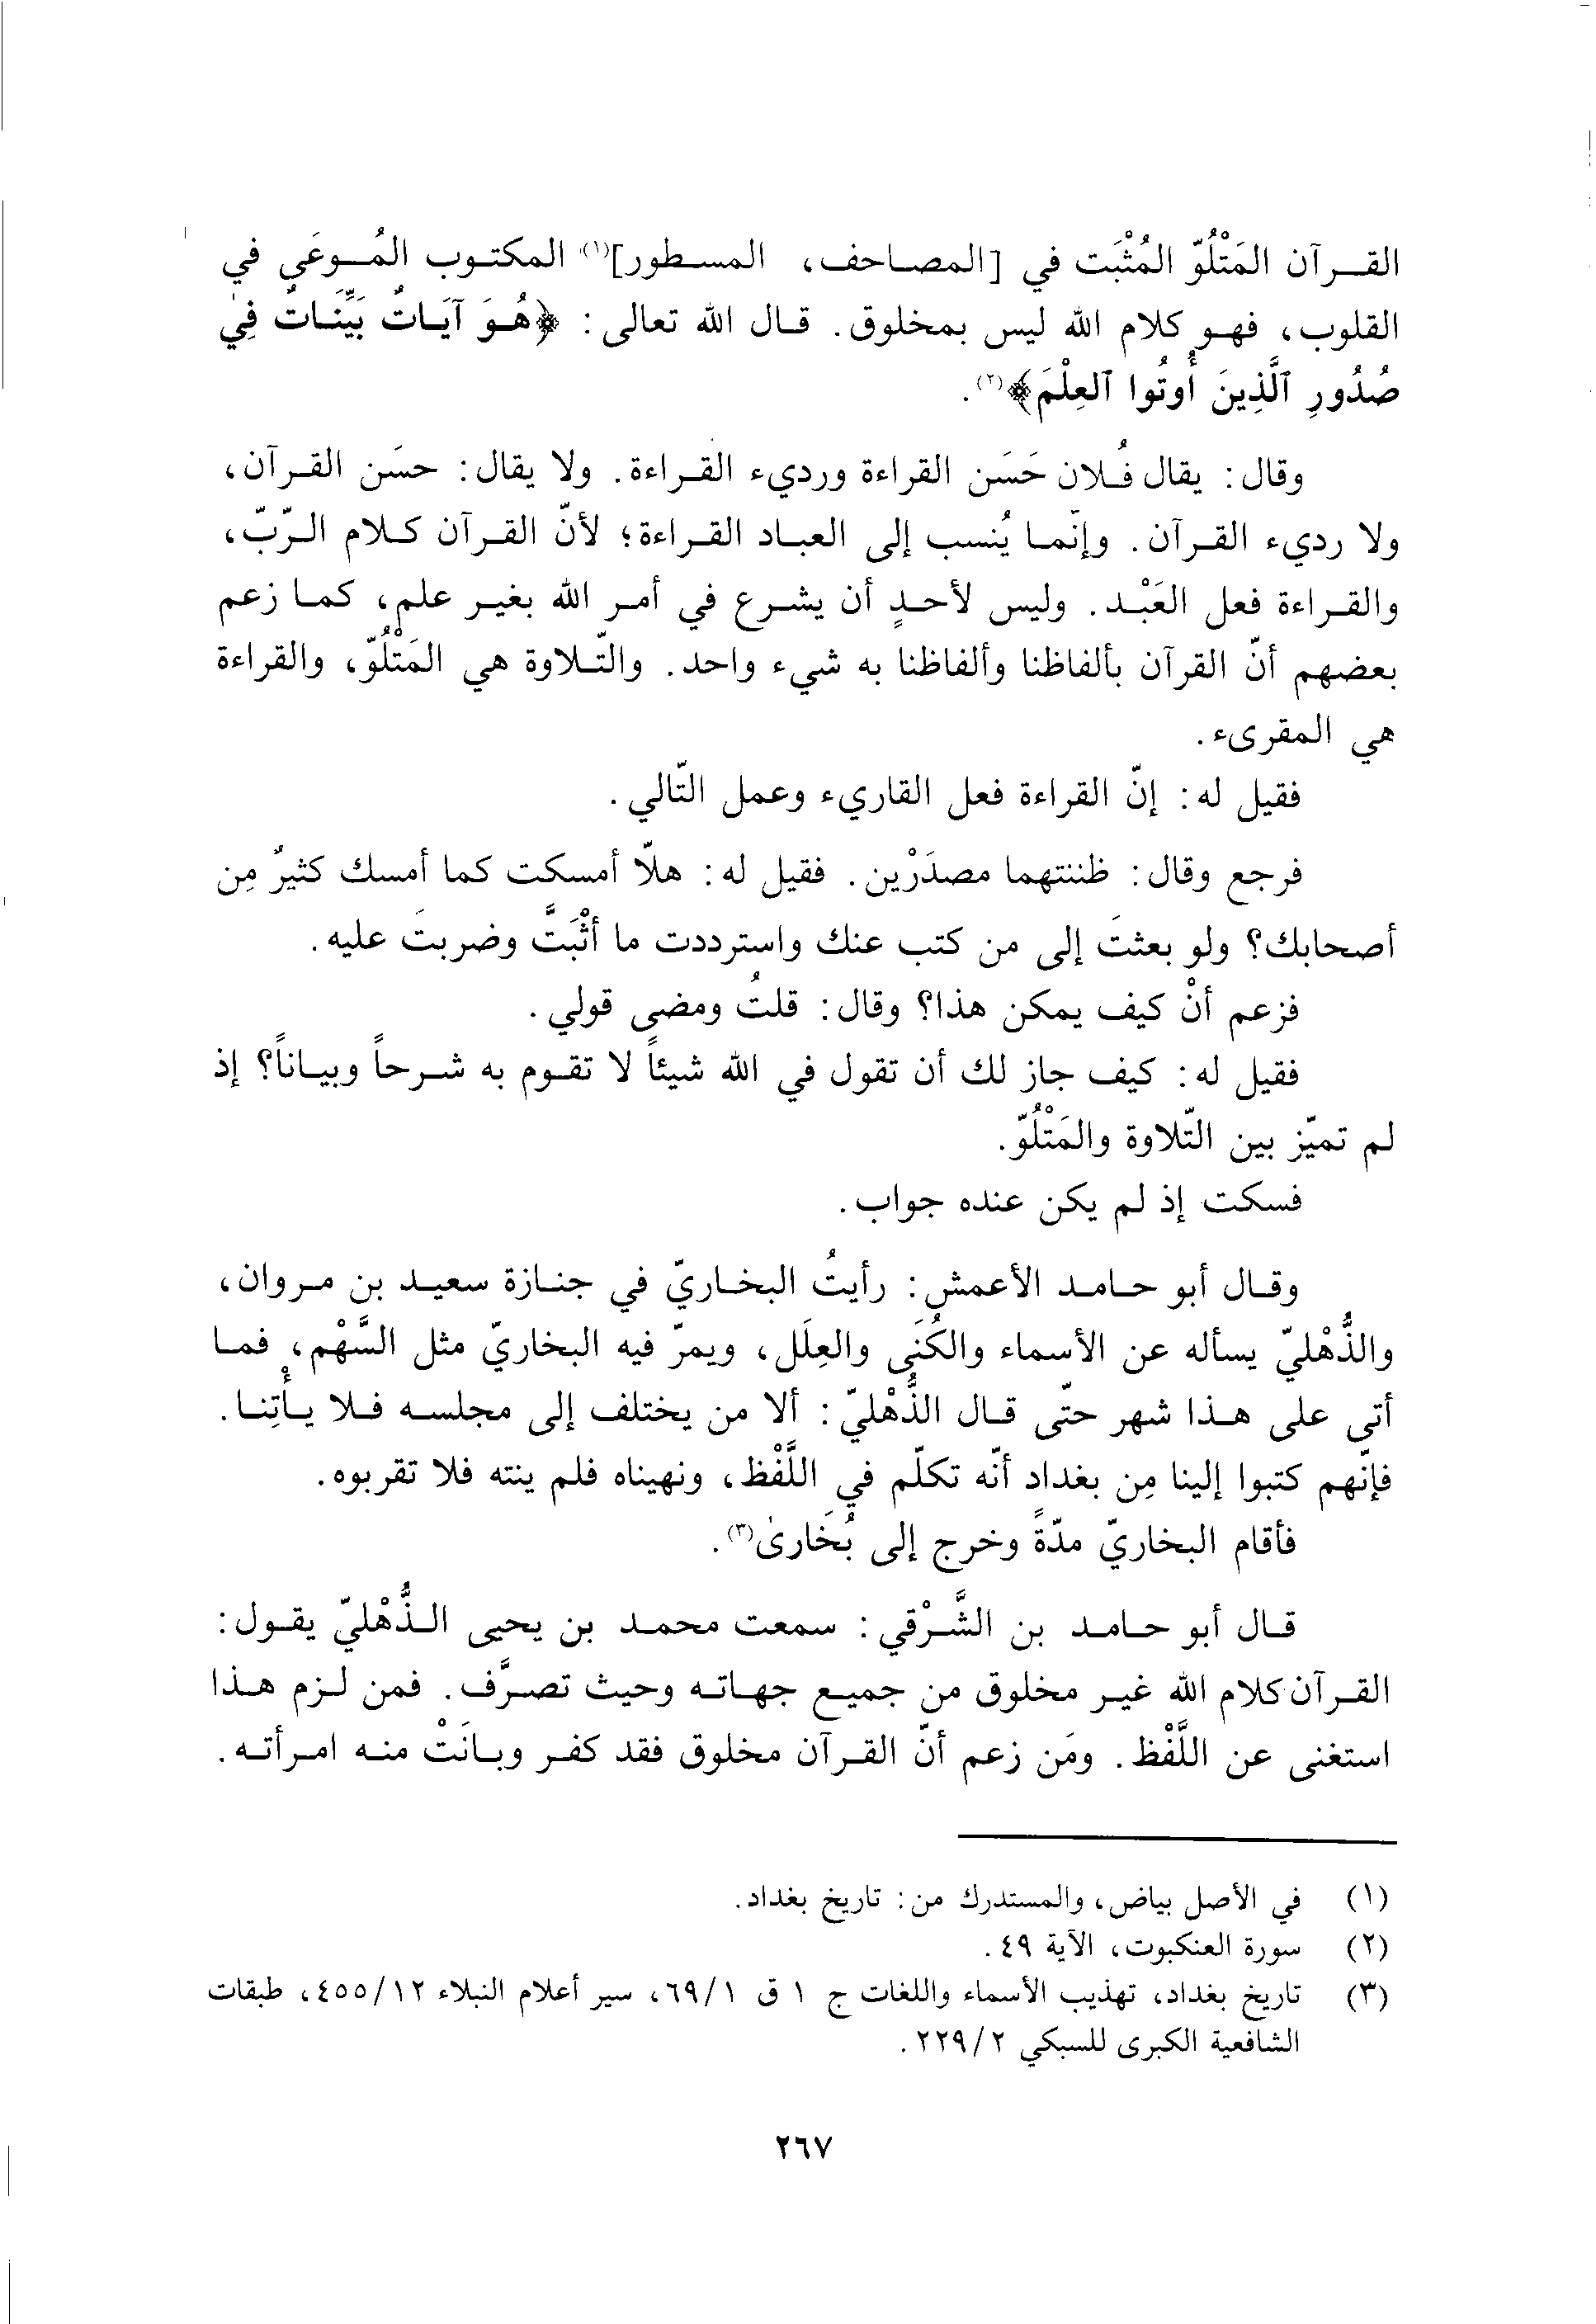 القرآن المَتْلُوّ المُثْبَت في [المصاحف، المسطور](١) المكتوب المُوعَى في
القلوب، فهو كلام الله ليس بمخلوق. قال الله تعالى: ﴿هُوَ آيَاتٌ بَيِّنَاتٌ فِي
صُدُورِ ٱلَّذِينَ أُوتُوا ٱلعِلْمَ﴾(٢).
وقال: يقال فُلان حَسَن القراءة ورديء القراءة. ولا يقال: حسَن القرآن،
ولا رديء القرآن. وإنّما يُنسب إلى العباد القراءة؛ لأنّ القرآن كلام الرّبّ،
والقراءة فعل العَبْد. وليس لأحدٍ أن يشرع في أمر الله بغير علم، كما زعم
بعضهم أنّ القرآن بألفاظنا وألفاظنا به شيء واحد. والتّلاوة هي المَتْلُوّ، والقراءة
هي المقرىء.
فقيل له: إنّ القراءة فعل القاريء وعمل التّالي.
فرجع وقال: ظننتهما مصدَرْين. فقيل له: هلّا أمسكت كما أمسك كثيرٌ مِن
أصحابك؟ ولو بعثتَ إلى من كتب عنك واسترددت ما أثْبَتَّ وضربتَ عليه.
فزعم أنْ كيف يمكن هذا؟ وقال: قلتُ ومضى قولي.
فقيل له: كيف جاز لك أن تقول في الله شيئاً لا تقوم به شرحاً وبياناً؟ إذ
لم تميّز بين التّلاوة والمَتْلُوّ.
فسكت إذ لم يكن عنده جواب.
وقال أبو حامد الأعمش: رأيتُ البخاريّ في جنازة سعيد بن مروان،
والذُّهْليّ يسأله عن الأسماء والكُنَى والعِلَل، ويمرّ فيه البخاريّ مثل السَّهْم، فما
أتى على هذا شهر حتّى قال الذُّهْليّ: ألا من يختلف إلى مجلسه فلا يأْتِنا.
فإنّهم كتبوا إلينا مِن بغداد أنّه تكلّم في اللَّفْظ، ونهيناه فلم ينته فلا تقربوه.
فأقام البخاريّ مدّةً وخرج إلى بُخَارىٰ(٣).
قال أبو حامد بن الشَّرْقي: سمعت محمد بن يحيى الذُّهْليّ يقول:
القرآن كلام الله غير مخلوق من جميع جهاته وحيث تصرَّف. فمن لزم هذا
استغنى عن اللَّفْظ. ومَن زعم أنّ القرآن مخلوق فقد كفر وبانَتْ منه امرأته.
(١) في الأصل بياض، والمستدرك من: تاريخ بغداد.
(٢) سورة العنكبوت، الآية ٤٩.
(٣) تاريخ بغداد، تهذيب الأسماء واللغات ج ١ ق ٦٩/١، سير أعلام النبلاء ٤٥٥/١٢، طبقات
الشافعية الكبرى للسبكي ٢٢٩/٢.
٢٦٧